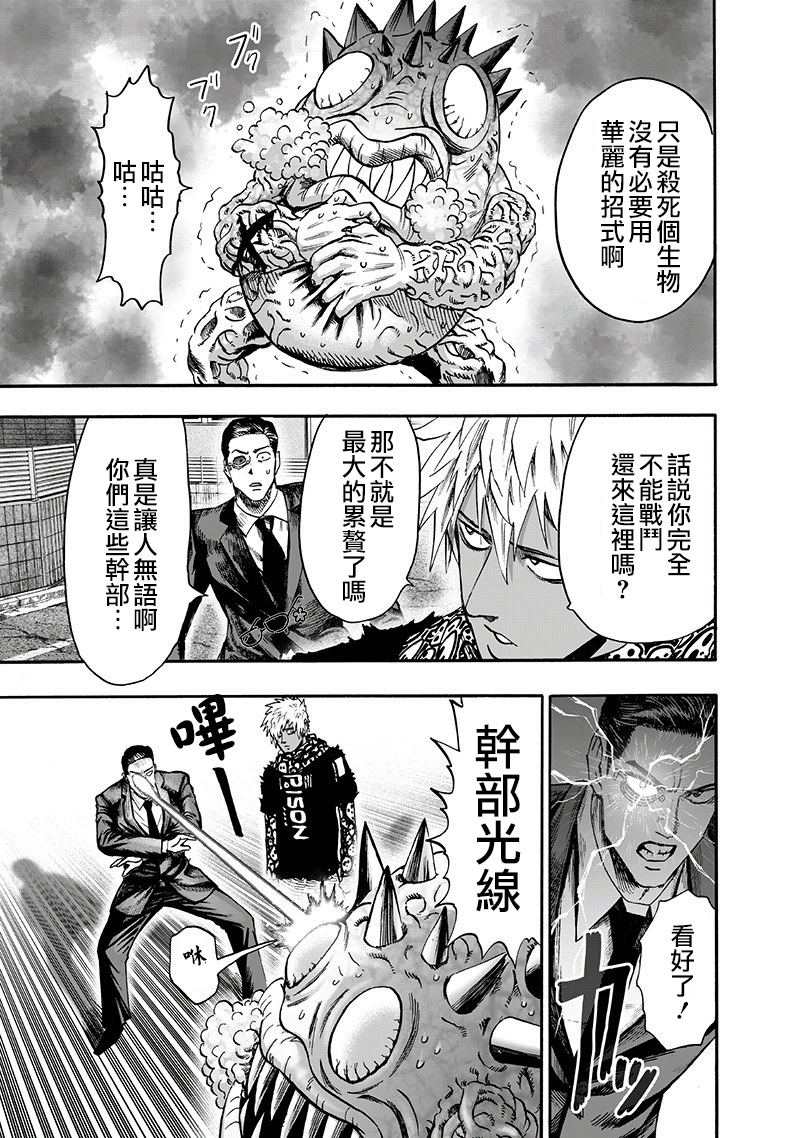 只是殺死個生物
沒有必要用
華麗的招式啊
プク
プク
咕咕…
咕…
話說你完全
不能戰鬥
還來這裡嗎？
那不就是
最大的累贅了嗎
真是讓人無語啊
你們這些幹部…
看好了！
カッ
幹部光線
嗶—
POISON
咻